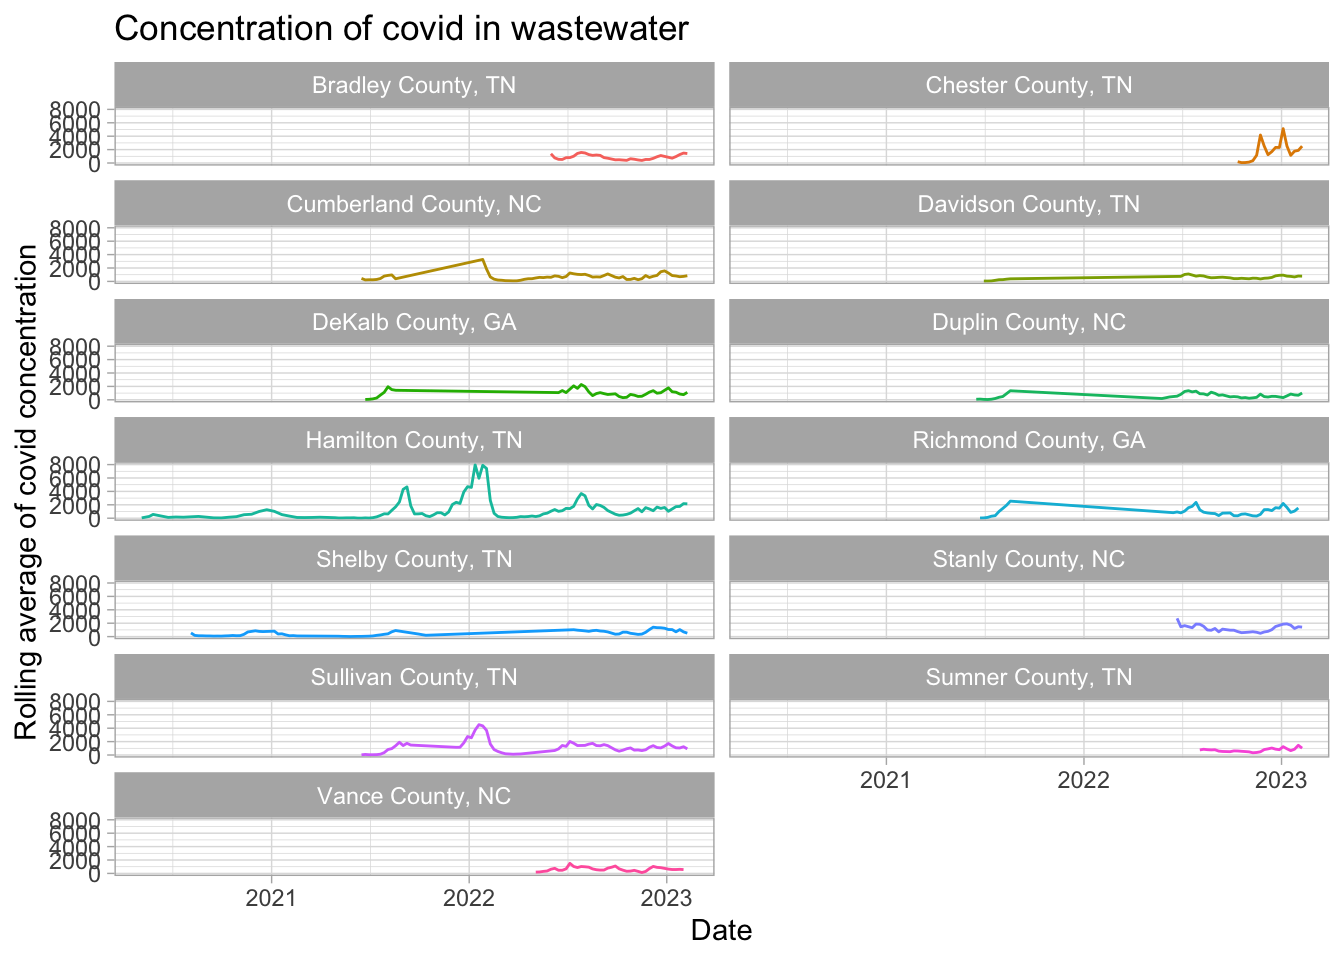 Concentration of covid in wastewater
Bradley County, TN
Chester County, TN
8000
6000
4000
2000
0
Cumberland County, NC
Davidson County, TN
8000
6000
4000
2000
0
DeKalb County, GA
Duplin County, NC
8000
6000
4000
2000
0
Hamilton County, TN
Richmond County, GA
8000
6000
4000
2000
0
Shelby County, TN
Stanly County, NC
8000
6000
4000
2000
0
Sullivan County, TN
Sumner County, TN
8000
6000
4000
2000
0
2021 2022 2023
Vance County, NC
8000
6000
4000
2000
0
2021 2022 2023
Date
Rolling average of covid concentration